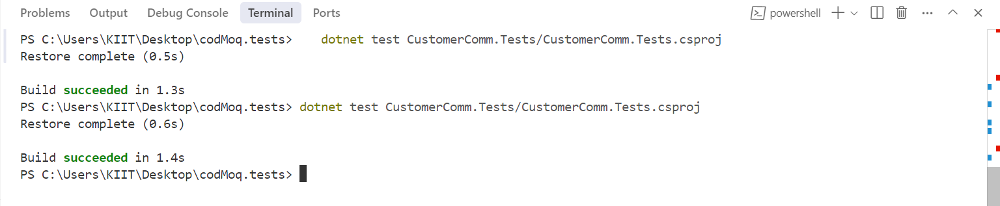 Problems Output Debug Console Terminal Ports powershell
PS C:\Users\KIIT\Desktop\codMoq.tests>    dotnet test CustomerComm.Tests/CustomerComm.Tests.csproj
Restore complete (0.5s)
Build succeeded in 1.3s
PS C:\Users\KIIT\Desktop\codMoq.tests> dotnet test CustomerComm.Tests/CustomerComm.Tests.csproj
Restore complete (0.6s)
Build succeeded in 1.4s
PS C:\Users\KIIT\Desktop\codMoq.tests>